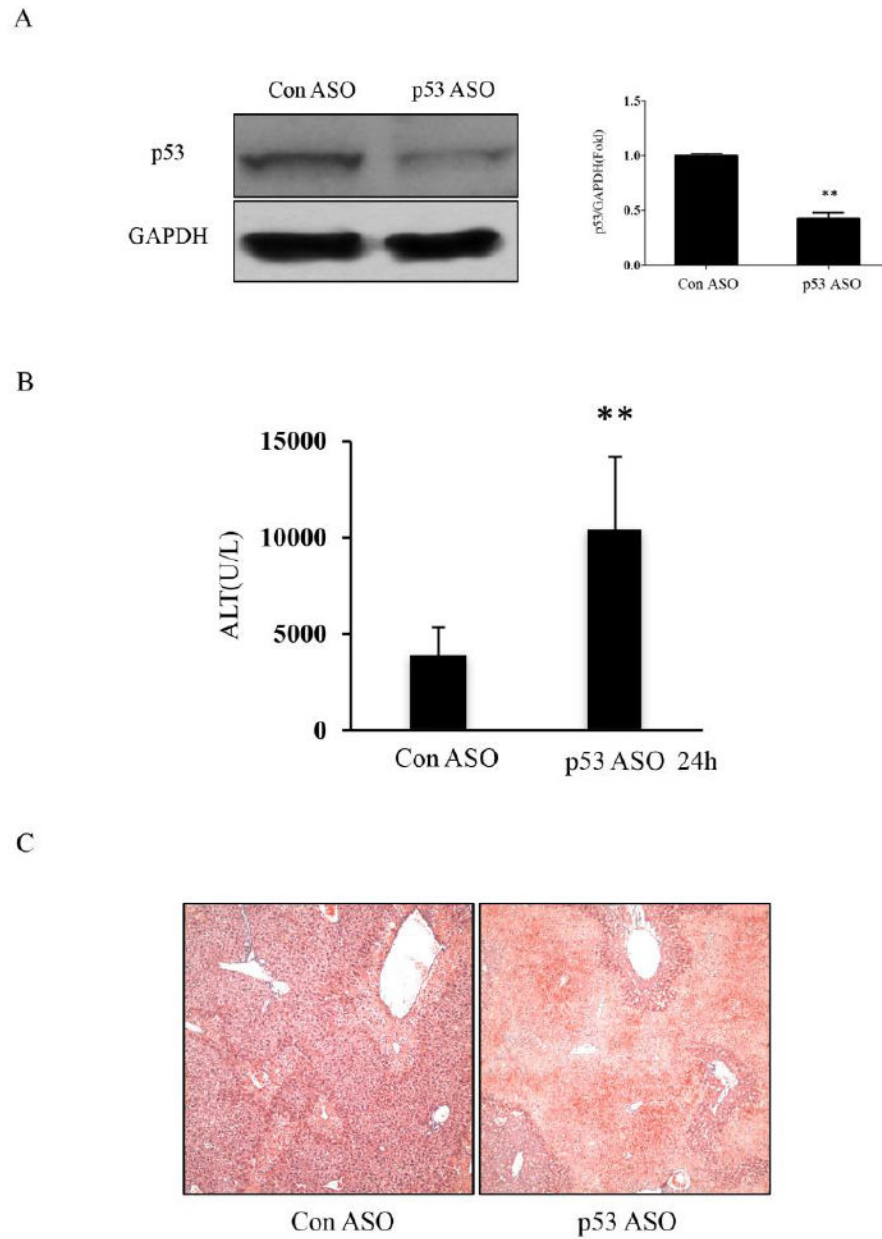 A
Con ASO p53 ASO
p53
GAPDH
p53/GAPDH(Fold)
1.5
1.0
0.5
0.0
**
Con ASO p53 ASO
B
ALT(U/L)
15000
10000
5000
0
**
Con ASO p53 ASO 24h
C
Con ASO p53 ASO